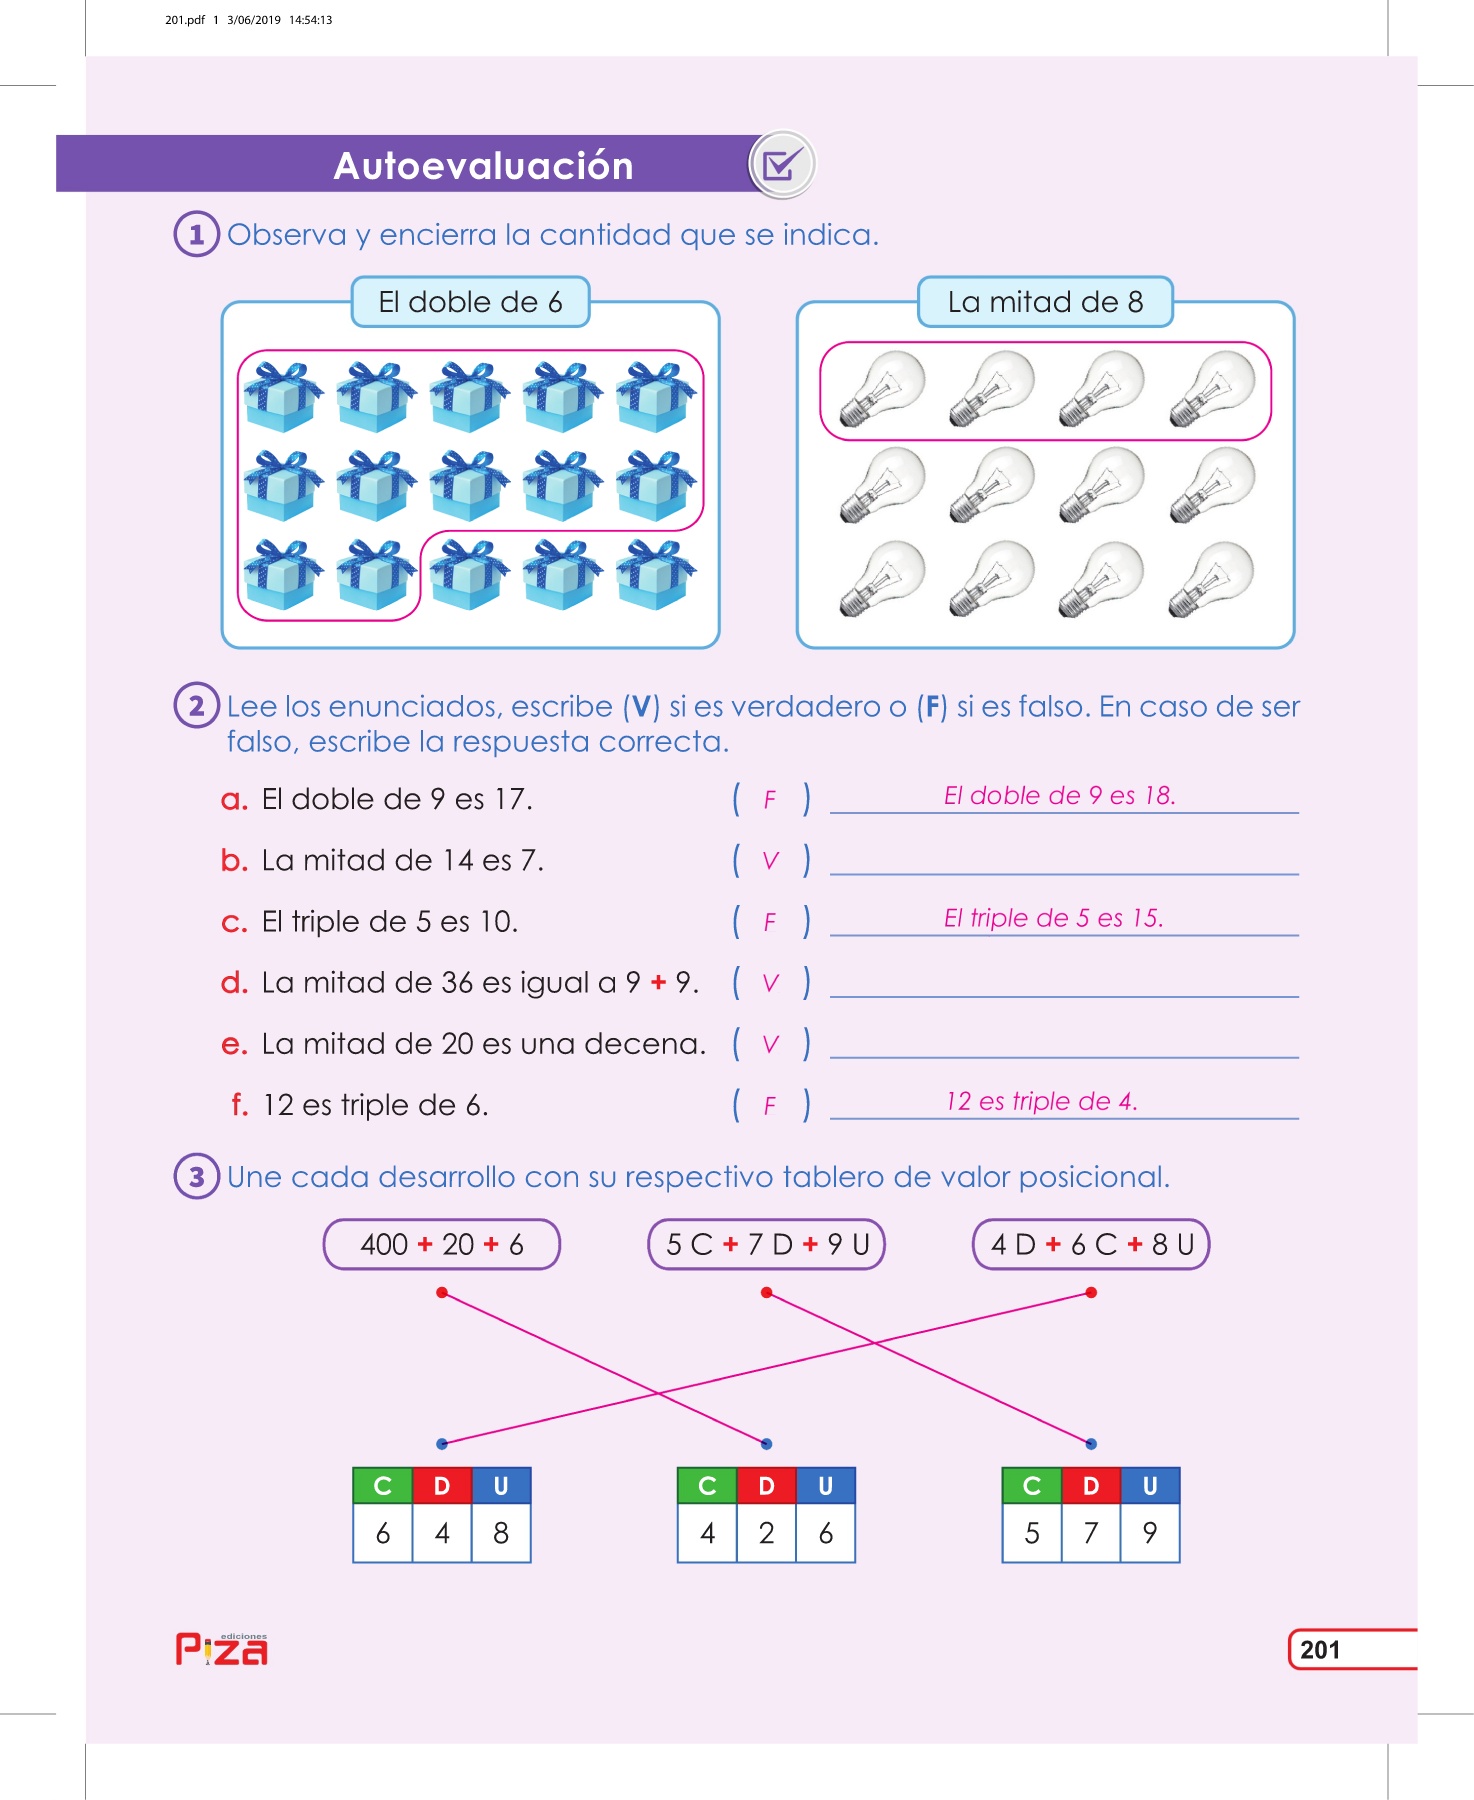 201.pdf 1 3/06/2019 14:54:13
Autoevaluación
1 Observa y encierra la cantidad que se indica.
El doble de 6
La mitad de 8
2 Lee los enunciados, escribe (V) si es verdadero o (F) si es falso. En caso de ser
falso, escribe la respuesta correcta.
a. El doble de 9 es 17. ( F ) El doble de 9 es 18.
b. La mitad de 14 es 7. ( V )
c. El triple de 5 es 10. ( F ) El triple de 5 es 15.
d. La mitad de 36 es igual a 9 + 9. ( V )
e. La mitad de 20 es una decena. ( V )
f. 12 es triple de 6. ( F ) 12 es triple de 4.
3 Une cada desarrollo con su respectivo tablero de valor posicional.
400 + 20 + 6
5 C + 7 D + 9 U
4 D + 6 C + 8 U
C D U
6 4 8
C D U
4 2 6
C D U
5 7 9
ediciones
Piza
201